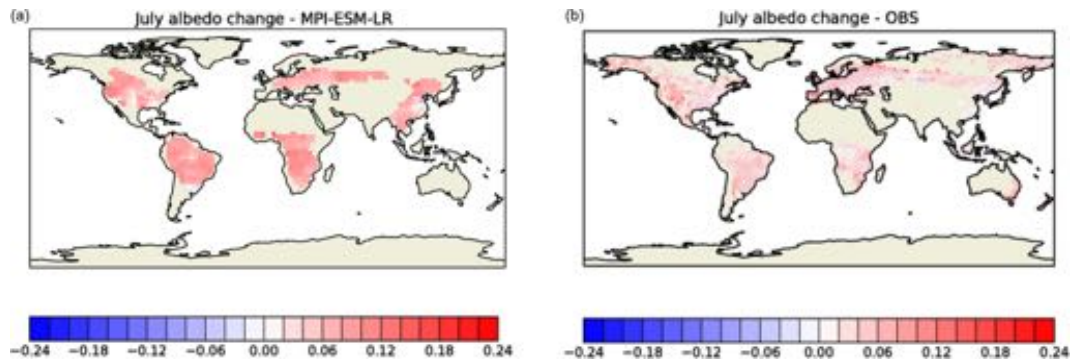 (a) July albedo change - MPI-ESM-LR
(b) July albedo change - OBS
−0.24 −0.18 −0.12 −0.06 0.00 0.06 0.12 0.18 0.24
−0.24 −0.18 −0.12 −0.06 0.00 0.06 0.12 0.18 0.24